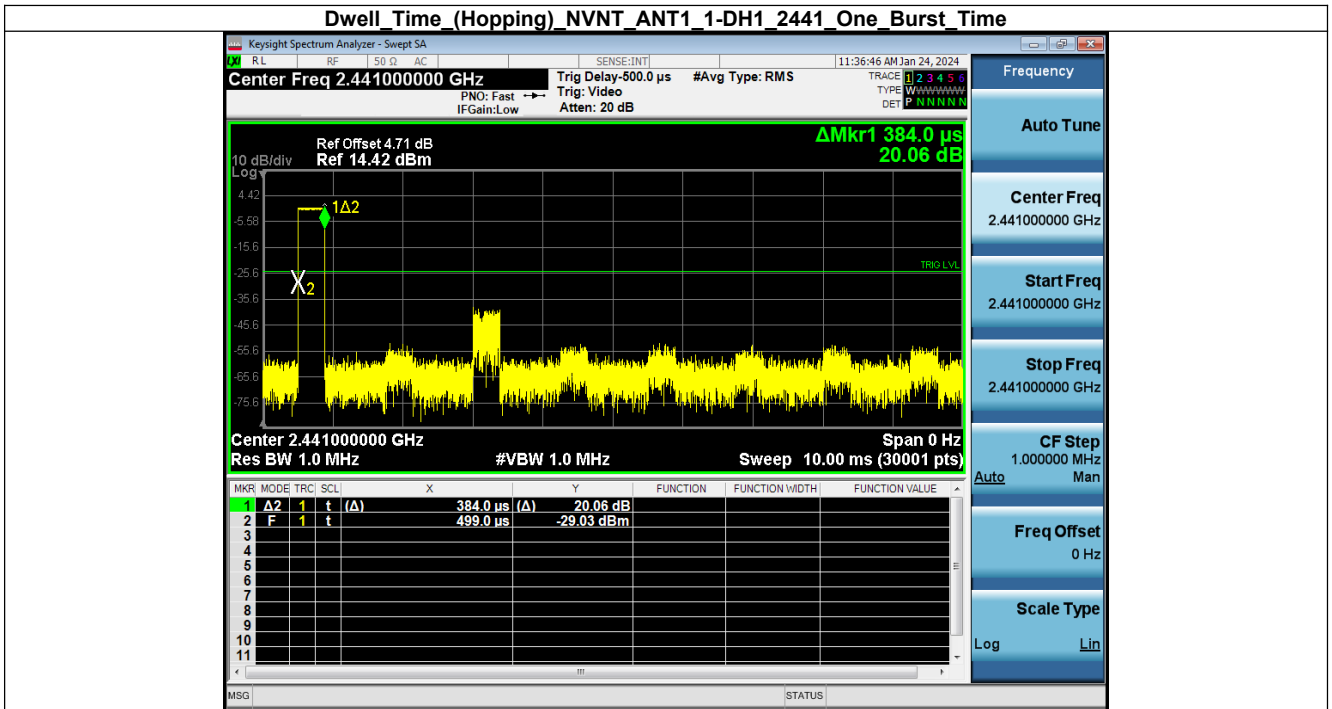 Dwell_Time_(Hopping)_NVNT_ANT1_1-DH1_2441_One_Burst_Time
Keysight Spectrum Analyzer - Swept SA
LXI RL RF 50 Ω AC SENSE:INT 11:36:46 AM Jan 24, 2024
Center Freq 2.441000000 GHz
PNO: Fast
IFGain:Low
Trig Delay-500.0 µs
Trig: Video
Atten: 20 dB
#Avg Type: RMS
TRACE 1 2 3 4 5 6
TYPE WWWWWW
DET P N N N N N
Frequency
Auto Tune
Center Freq
2.441000000 GHz
Start Freq
2.441000000 GHz
Stop Freq
2.441000000 GHz
CF Step
1.000000 MHz
Auto Man
Freq Offset
0 Hz
Scale Type
Log Lin
ΔMkr1 384.0 µs
20.06 dB
Ref Offset 4.71 dB
10 dB/div Ref 14.42 dBm
Log
4.42
-5.58
-15.6
-25.6
-35.6
-45.6
-55.6
-65.6
-75.6
1Δ2
X2
TRIG LVL
Center 2.441000000 GHz Span 0 Hz
Res BW 1.0 MHz #VBW 1.0 MHz Sweep 10.00 ms (30001 pts)
MKR MODE TRC SCL X Y FUNCTION FUNCTION WIDTH FUNCTION VALUE
1 Δ2 1 t (Δ) 384.0 µs (Δ) 20.06 dB
2 F 1 t 499.0 µs -29.03 dBm
3
4
5
6
7
8
9
10
11
MSG STATUS